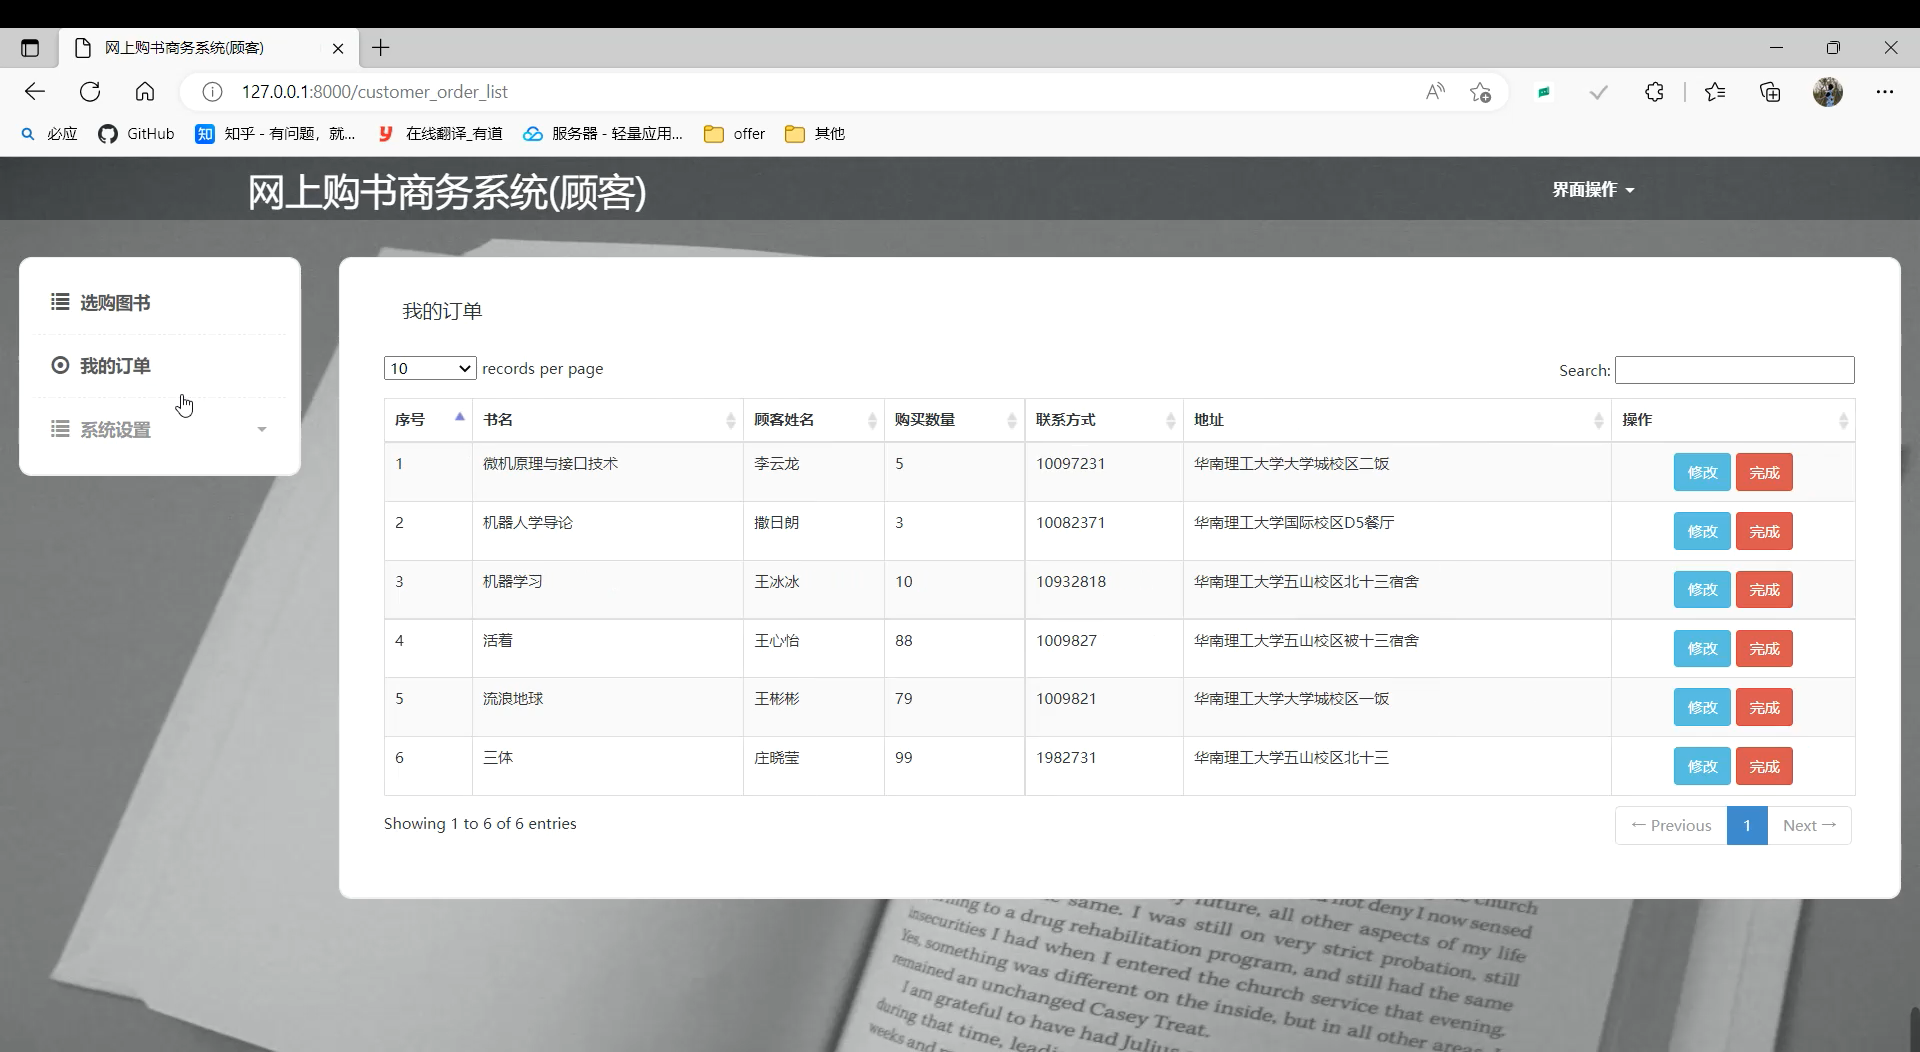 网上购书商务系统(顾客)
127.0.0.1:8000/customer_order_list
必应 GitHub 知 知乎 - 有问题，就... 在线翻译_有道 服务器 - 轻量应用... offer 其他
网上购书商务系统(顾客) 界面操作
选购图书
我的订单
系统设置
我的订单
10 records per page Search:
序号 书名 顾客姓名 购买数量 联系方式 地址 操作
1 微机原理与接口技术 李云龙 5 10097231 华南理工大学大学城校区二饭 修改 完成
2 机器人学导论 撒日朗 3 10082371 华南理工大学国际校区D5餐厅 修改 完成
3 机器学习 王冰冰 10 10932818 华南理工大学五山校区北十三宿舍 修改 完成
4 活着 王心怡 88 1009827 华南理工大学五山校区被十三宿舍 修改 完成
5 流浪地球 王彬彬 79 1009821 华南理工大学大学城校区一饭 修改 完成
6 三体 庄晓莹 99 1982731 华南理工大学五山校区北十三 修改 完成
Showing 1 to 6 of 6 entries ← Previous 1 Next →
church
same. I was still on very strict probation, still
future, all other aspects of my life
not deny I now sensed
to a drug rehabilitation program, and still had the same
insecurities I had when I entered the church service that evening.
Yes, something was different on the inside, but in all other areas I
remained an unchanged Casey Treat.
I am grateful to have had Julius
during that time,
weeks and